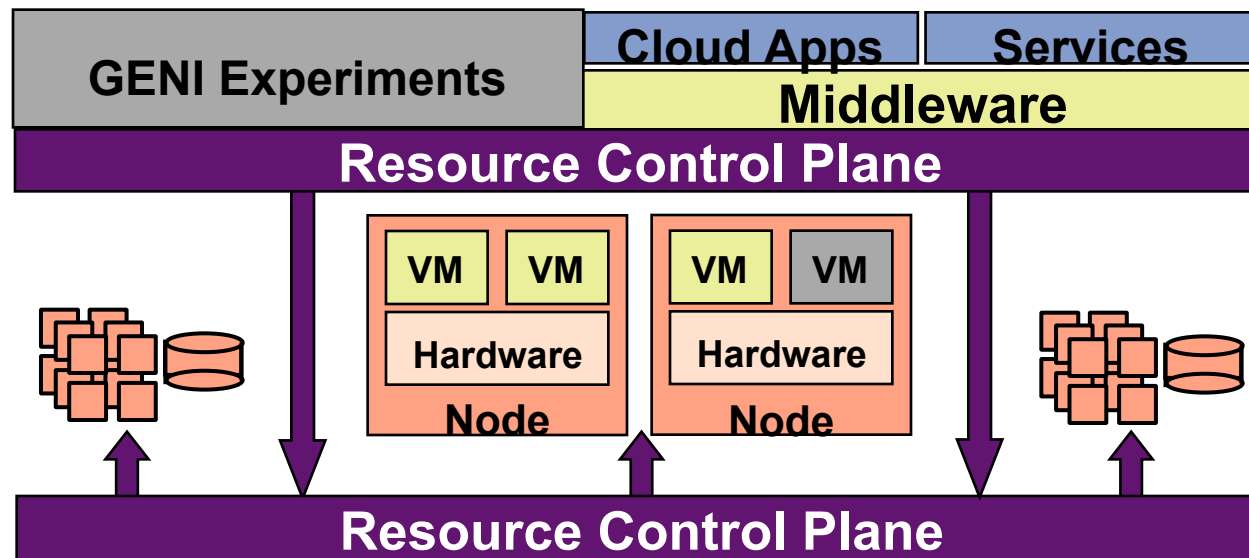 GENI Experiments
Cloud Apps
Services
Middleware
Resource Control Plane
VM
VM
VM
VM
Hardware
Hardware
Node
Node
Resource Control Plane